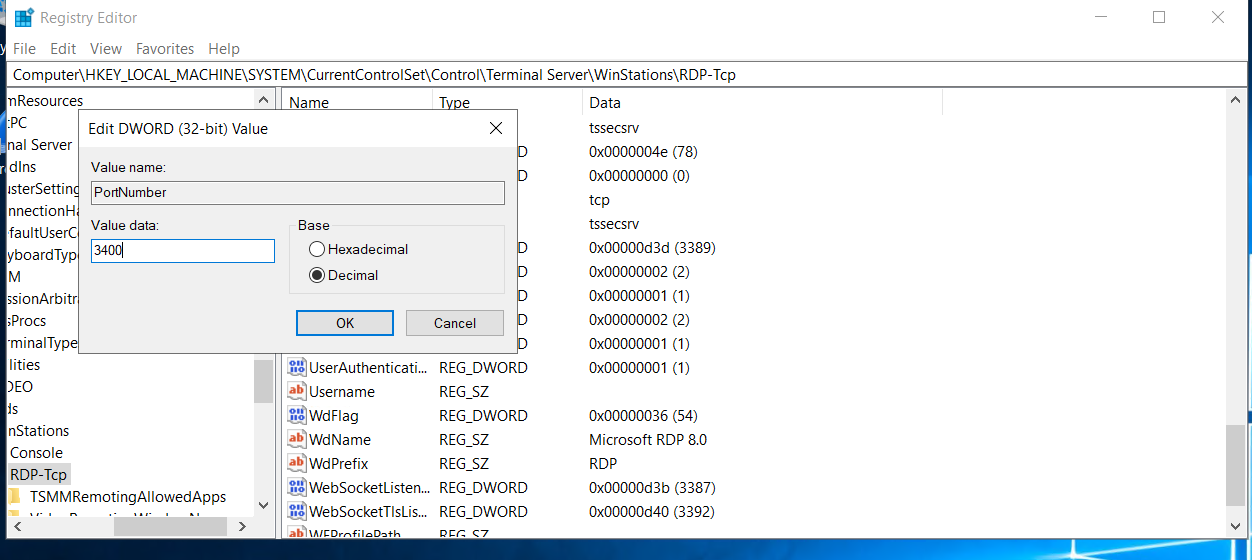 Registry Editor
File Edit View Favorites Help
Computer\HKEY_LOCAL_MACHINE\SYSTEM\CurrentControlSet\Control\Terminal Server\WinStations\RDP-Tcp
mResources
tPC
nal Server
dIns
usterSetting
nnectionHa
efaultUserCo
yboardType
M
ssionArbitra
sProcs
rminalType
lities
DEO
ds
nStations
Console
RDP-Tcp
TSMMRemotingAllowedApps
Name Type Data
tssecsrv
D 0x0000004e (78)
D 0x00000000 (0)
tcp
tssecsrv
D 0x00000d3d (3389)
D 0x00000002 (2)
D 0x00000001 (1)
D 0x00000002 (2)
D 0x00000001 (1)
UserAuthenticati... REG_DWORD 0x00000001 (1)
Username REG_SZ
WdFlag REG_DWORD 0x00000036 (54)
WdName REG_SZ Microsoft RDP 8.0
WdPrefix REG_SZ RDP
WebSocketListen... REG_DWORD 0x00000d3b (3387)
WebSocketTlsLis... REG_DWORD 0x00000d40 (3392)
WFProfilePath REG_SZ
Edit DWORD (32-bit) Value
Value name:
PortNumber
Value data:
3400
Base
Hexadecimal
Decimal
OK Cancel